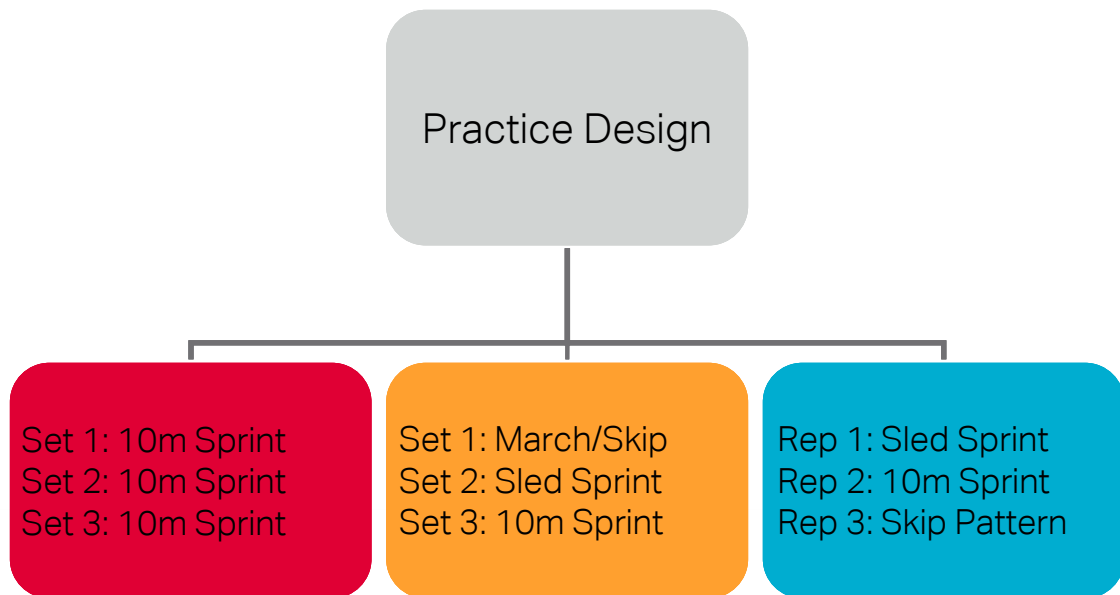 Practice Design
Set 1: 10m Sprint
Set 2: 10m Sprint
Set 3: 10m Sprint
Set 1: March/Skip
Set 2: Sled Sprint
Set 3: 10m Sprint
Rep 1: Sled Sprint
Rep 2: 10m Sprint
Rep 3: Skip Pattern